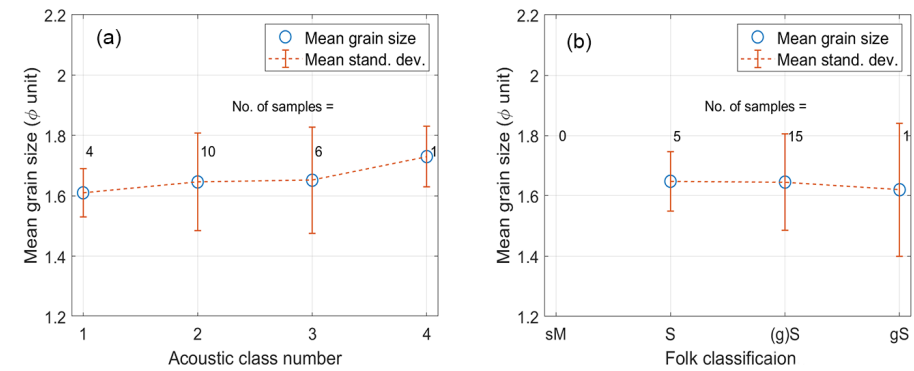 (a)
Mean grain size
Mean stand. dev.
No. of samples =
4
10
6
1
2.2
2
1.8
1.6
1.4
1.2
Mean grain size (ϕ unit)
1 2 3 4
Acoustic class number
(b)
Mean grain size
Mean stand. dev.
No. of samples =
0
5
15
1
2.2
2
1.8
1.6
1.4
1.2
Mean grain size (ϕ unit)
sM S (g)S gS
Folk classificaion